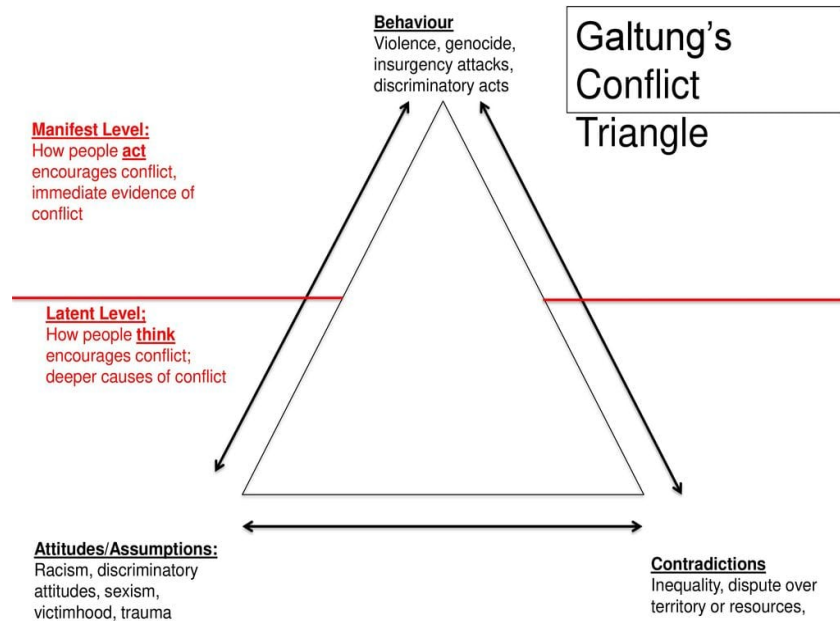 Galtung's
Conflict
Triangle
Behaviour
Violence, genocide,
insurgency attacks,
discriminatory acts
Manifest Level:
How people act
encourages conflict,
immediate evidence of
conflict
Latent Level;
How people think
encourages conflict;
deeper causes of conflict
Attitudes/Assumptions:
Racism, discriminatory
attitudes, sexism,
victimhood, trauma
Contradictions
Inequality, dispute over
territory or resources,